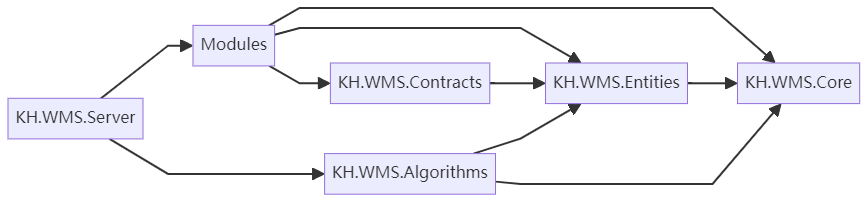 Modules
KH.WMS.Contracts
KH.WMS.Entities
KH.WMS.Core
KH.WMS.Server
KH.WMS.Algorithms